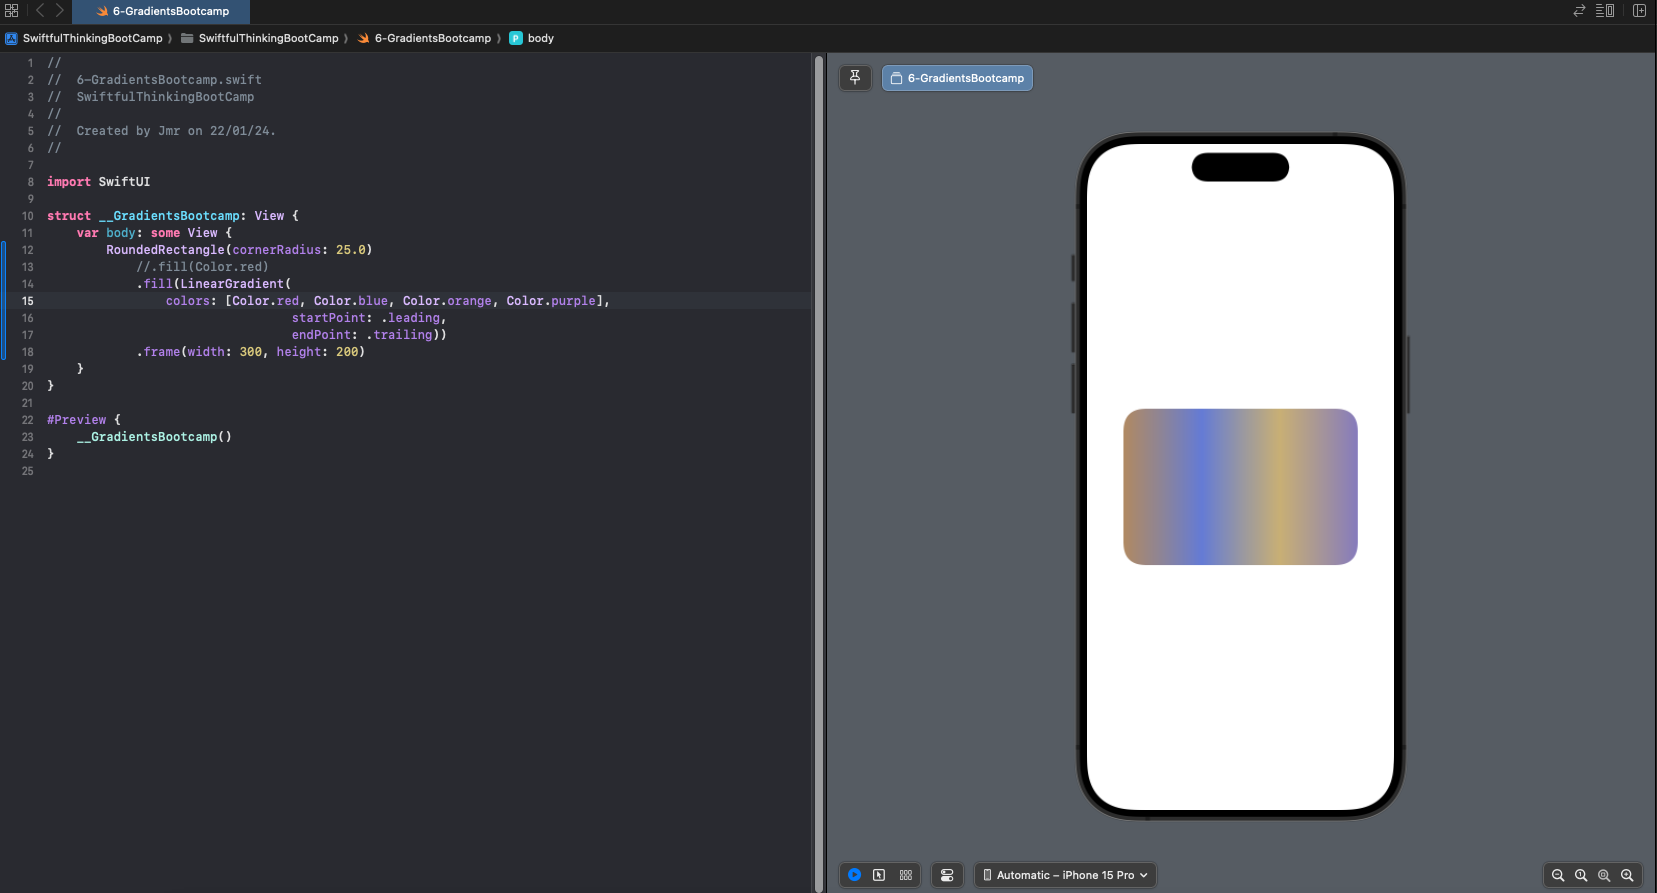 6-GradientsBootcamp
SwiftfulThinkingBootCamp 〉 SwiftfulThinkingBootCamp 〉 6-GradientsBootcamp 〉 P body
1 //
2 //  6-GradientsBootcamp.swift
3 //  SwiftfulThinkingBootCamp
4 //
5 //  Created by Jmr on 22/01/24.
6 //
7
8 import SwiftUI
9
10 struct __GradientsBootcamp: View {
11     var body: some View {
12         RoundedRectangle(cornerRadius: 25.0)
13             //.fill(Color.red)
14             .fill(LinearGradient(
15                 colors: [Color.red, Color.blue, Color.orange, Color.purple],
16                                  startPoint: .leading,
17                                  endPoint: .trailing))
18             .frame(width: 300, height: 200)
19     }
20 }
21
22 #Preview {
23     __GradientsBootcamp()
24 }
25
6-GradientsBootcamp
Automatic – iPhone 15 Pro